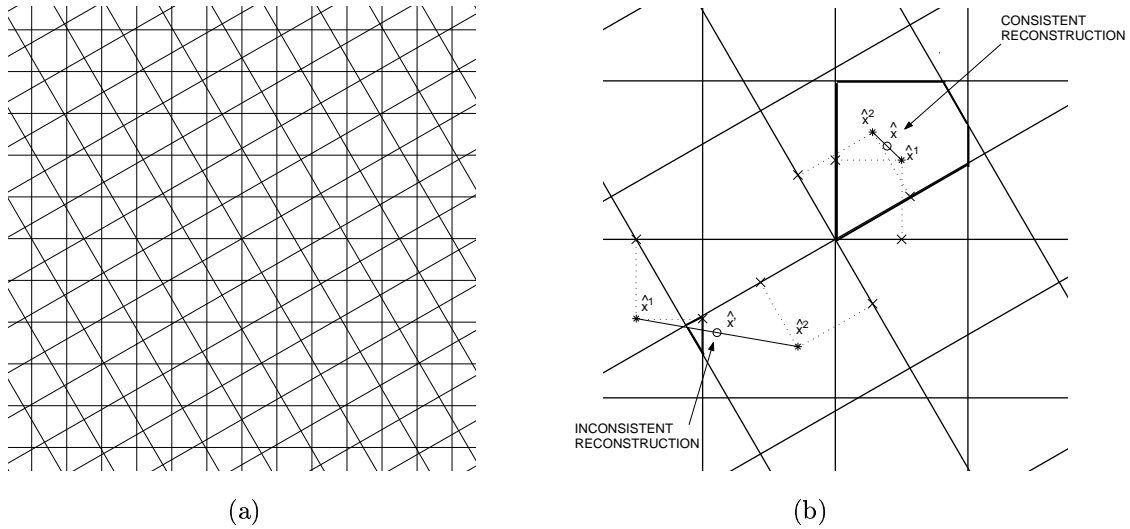 CONSISTENT
RECONSTRUCTION
x̂²
x̂
x̂¹
x̂¹
x̂'
x̂²
INCONSISTENT
RECONSTRUCTION
(a)
(b)